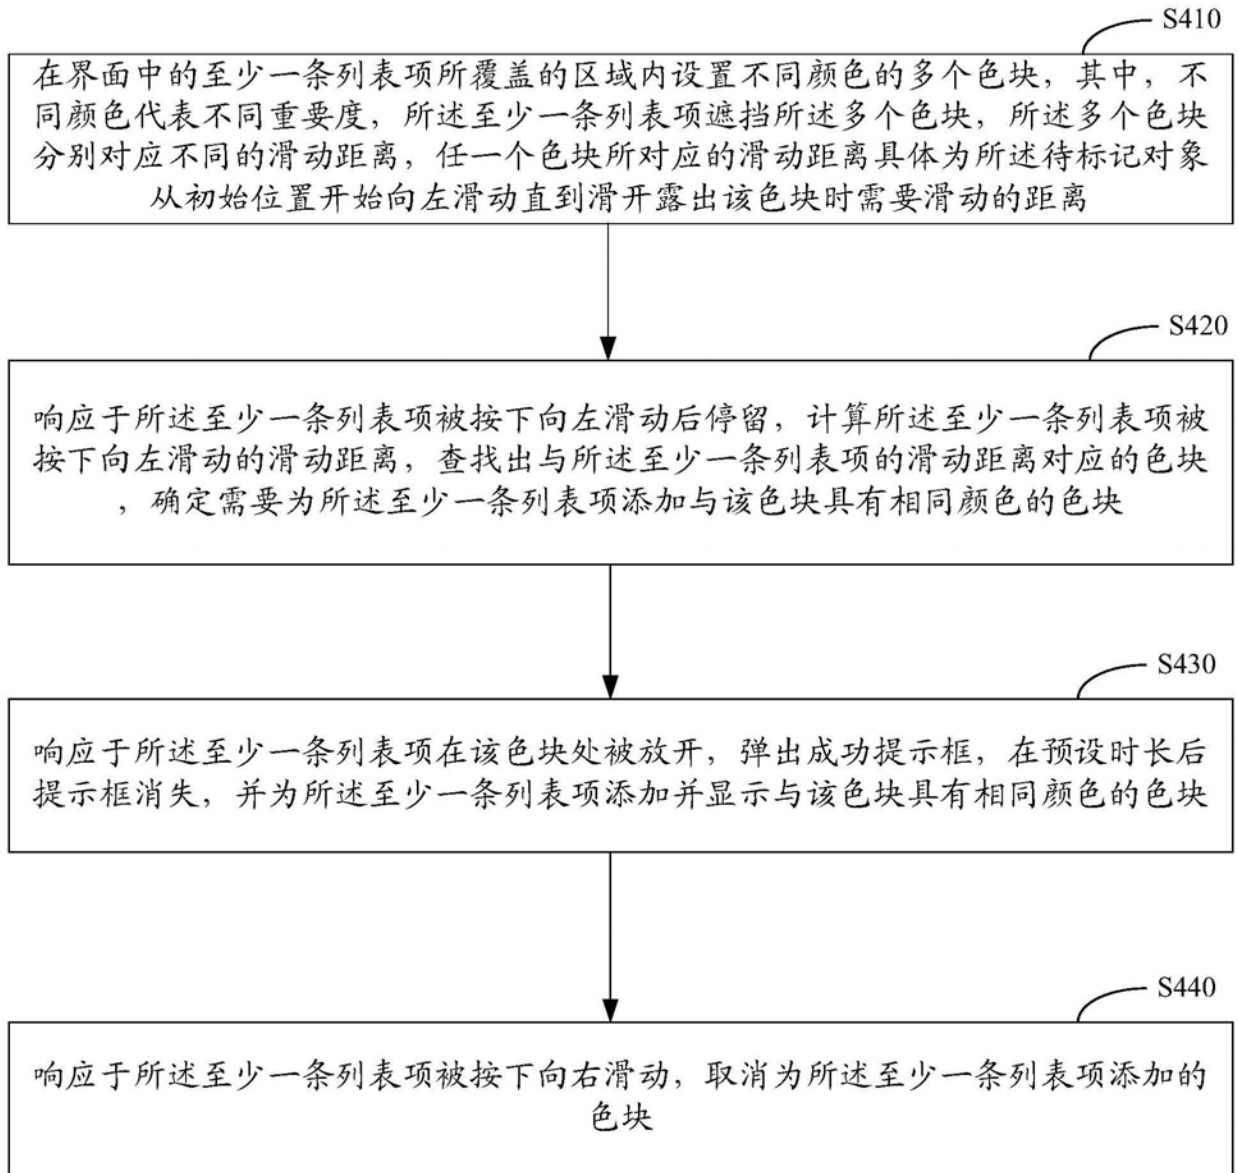 S410
在界面中的至少一条列表项所覆盖的区域内设置不同颜色的多个色块，其中，不
同颜色代表不同重要度，所述至少一条列表项遮挡所述多个色块，所述多个色块
分别对应不同的滑动距离，任一个色块所对应的滑动距离具体为所述待标记对象
从初始位置开始向左滑动直到滑开露出该色块时需要滑动的距离
S420
响应于所述至少一条列表项被按下向左滑动后停留，计算所述至少一条列表项被
按下向左滑动的滑动距离，查找出与所述至少一条列表项的滑动距离对应的色块
，确定需要为所述至少一条列表项添加与该色块具有相同颜色的色块
S430
响应于所述至少一条列表项在该色块处被放开，弹出成功提示框，在预设时长后
提示框消失，并为所述至少一条列表项添加并显示与该色块具有相同颜色的色块
S440
响应于所述至少一条列表项被按下向右滑动，取消为所述至少一条列表项添加的
色块